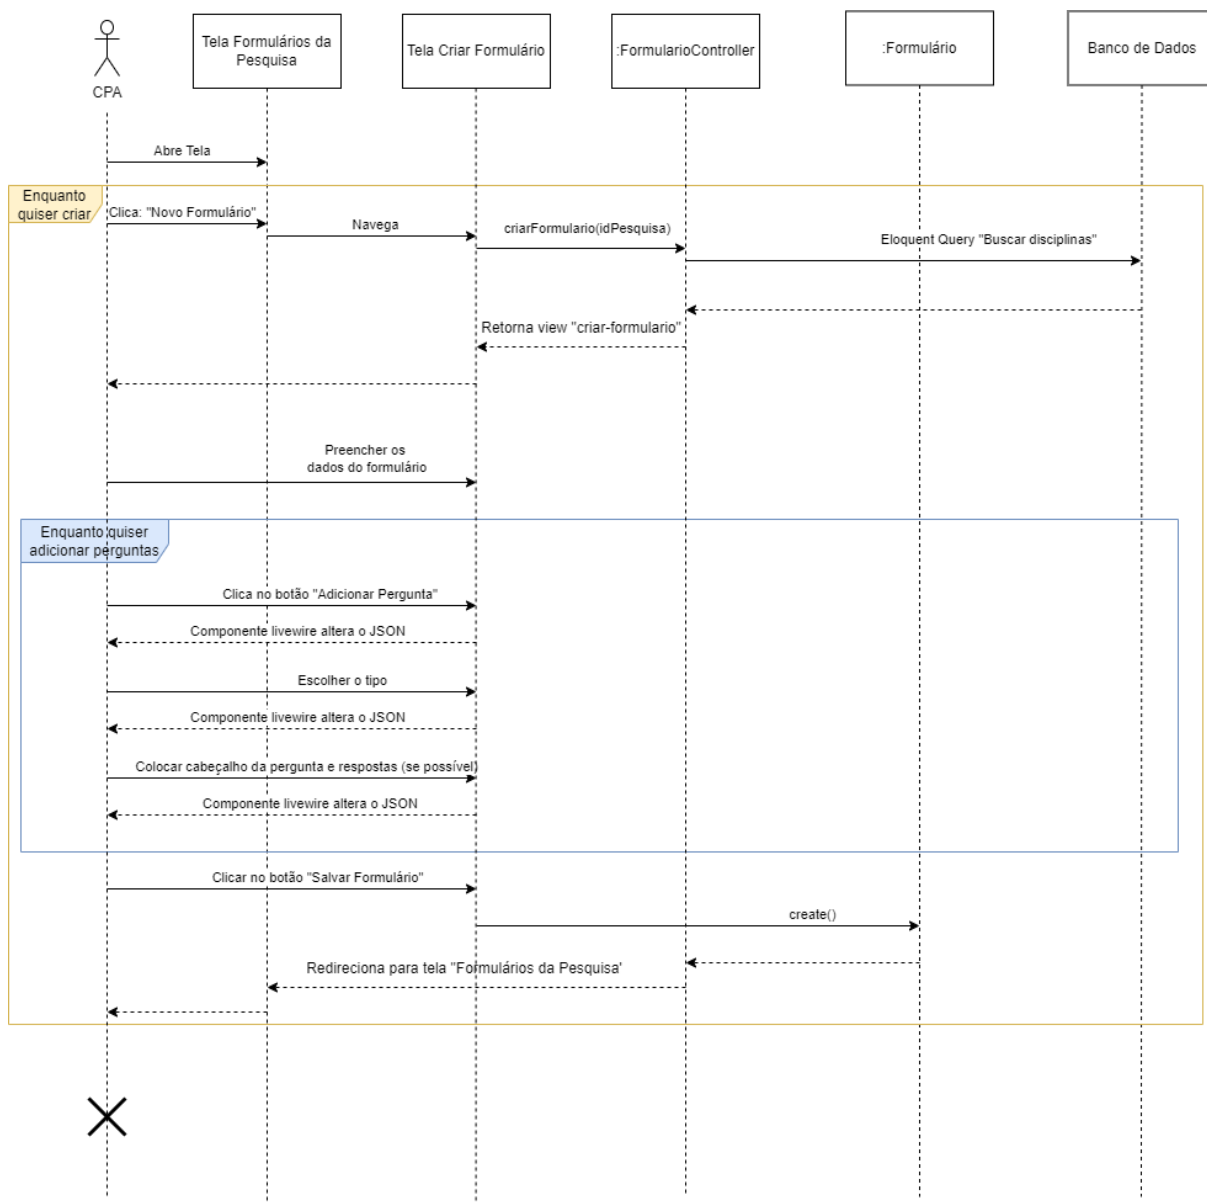 CPA
Tela Formulários da
Pesquisa
Tela Criar Formulário
:FormularioController
:Formulário
Banco de Dados
Abre Tela
Enquanto
quiser criar
Clica: "Novo Formulário"
Navega
criarFormulario(idPesquisa)
Eloquent Query "Buscar disciplinas"
Retorna view "criar-formulario"
Preencher os
dados do formulário
Enquanto quiser
adicionar perguntas
Clica no botão "Adicionar Pergunta"
Componente livewire altera o JSON
Escolher o tipo
Componente livewire altera o JSON
Colocar cabeçalho da pergunta e respostas (se possível)
Componente livewire altera o JSON
Clicar no botão "Salvar Formulário"
create()
Redireciona para tela "Formulários da Pesquisa'